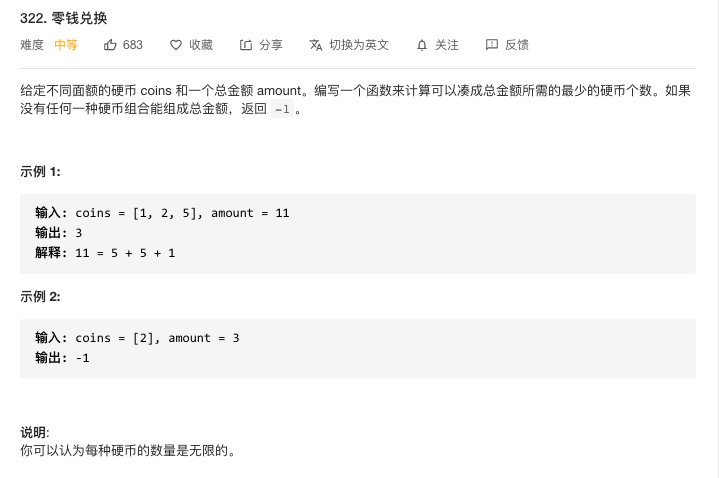 322. 零钱兑换
难度 中等 683 收藏 分享 切换为英文 关注 反馈
给定不同面额的硬币 coins 和一个总金额 amount。编写一个函数来计算可以凑成总金额所需的最少的硬币个数。如果
没有任何一种硬币组合能组成总金额，返回 -1 。
示例 1:
输入: coins = [1, 2, 5], amount = 11
输出: 3
解释: 11 = 5 + 5 + 1
示例 2:
输入: coins = [2], amount = 3
输出: -1
说明:
你可以认为每种硬币的数量是无限的。